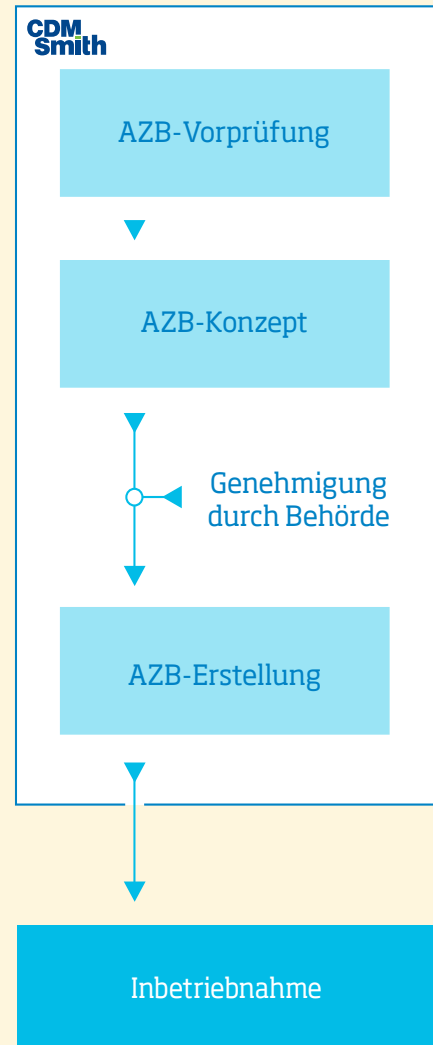 CDM
Smith
AZB-Vorprüfung
AZB-Konzept
Genehmigung
durch Behörde
AZB-Erstellung
Inbetriebnahme